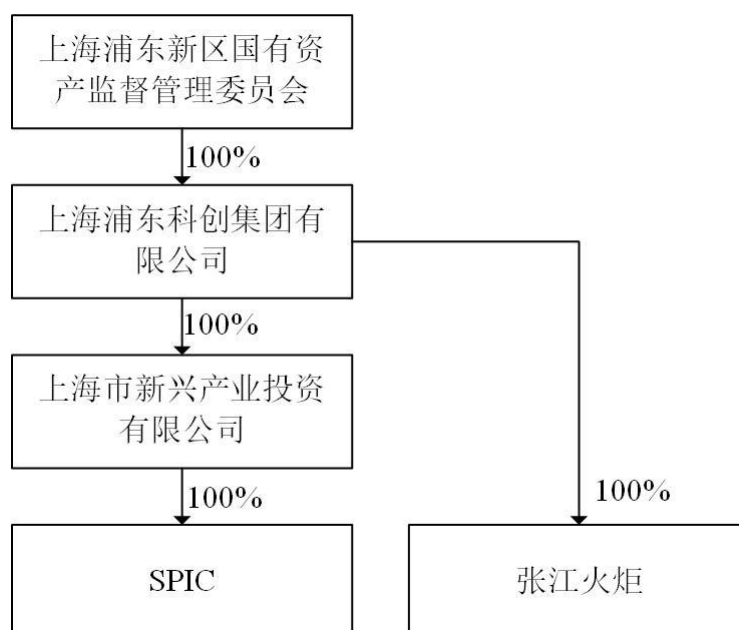 上海浦东新区国有资
产监督管理委员会
100%
上海浦东科创集团有
限公司
100%
上海市新兴产业投资
有限公司
100%
100%
SPIC
张江火炬